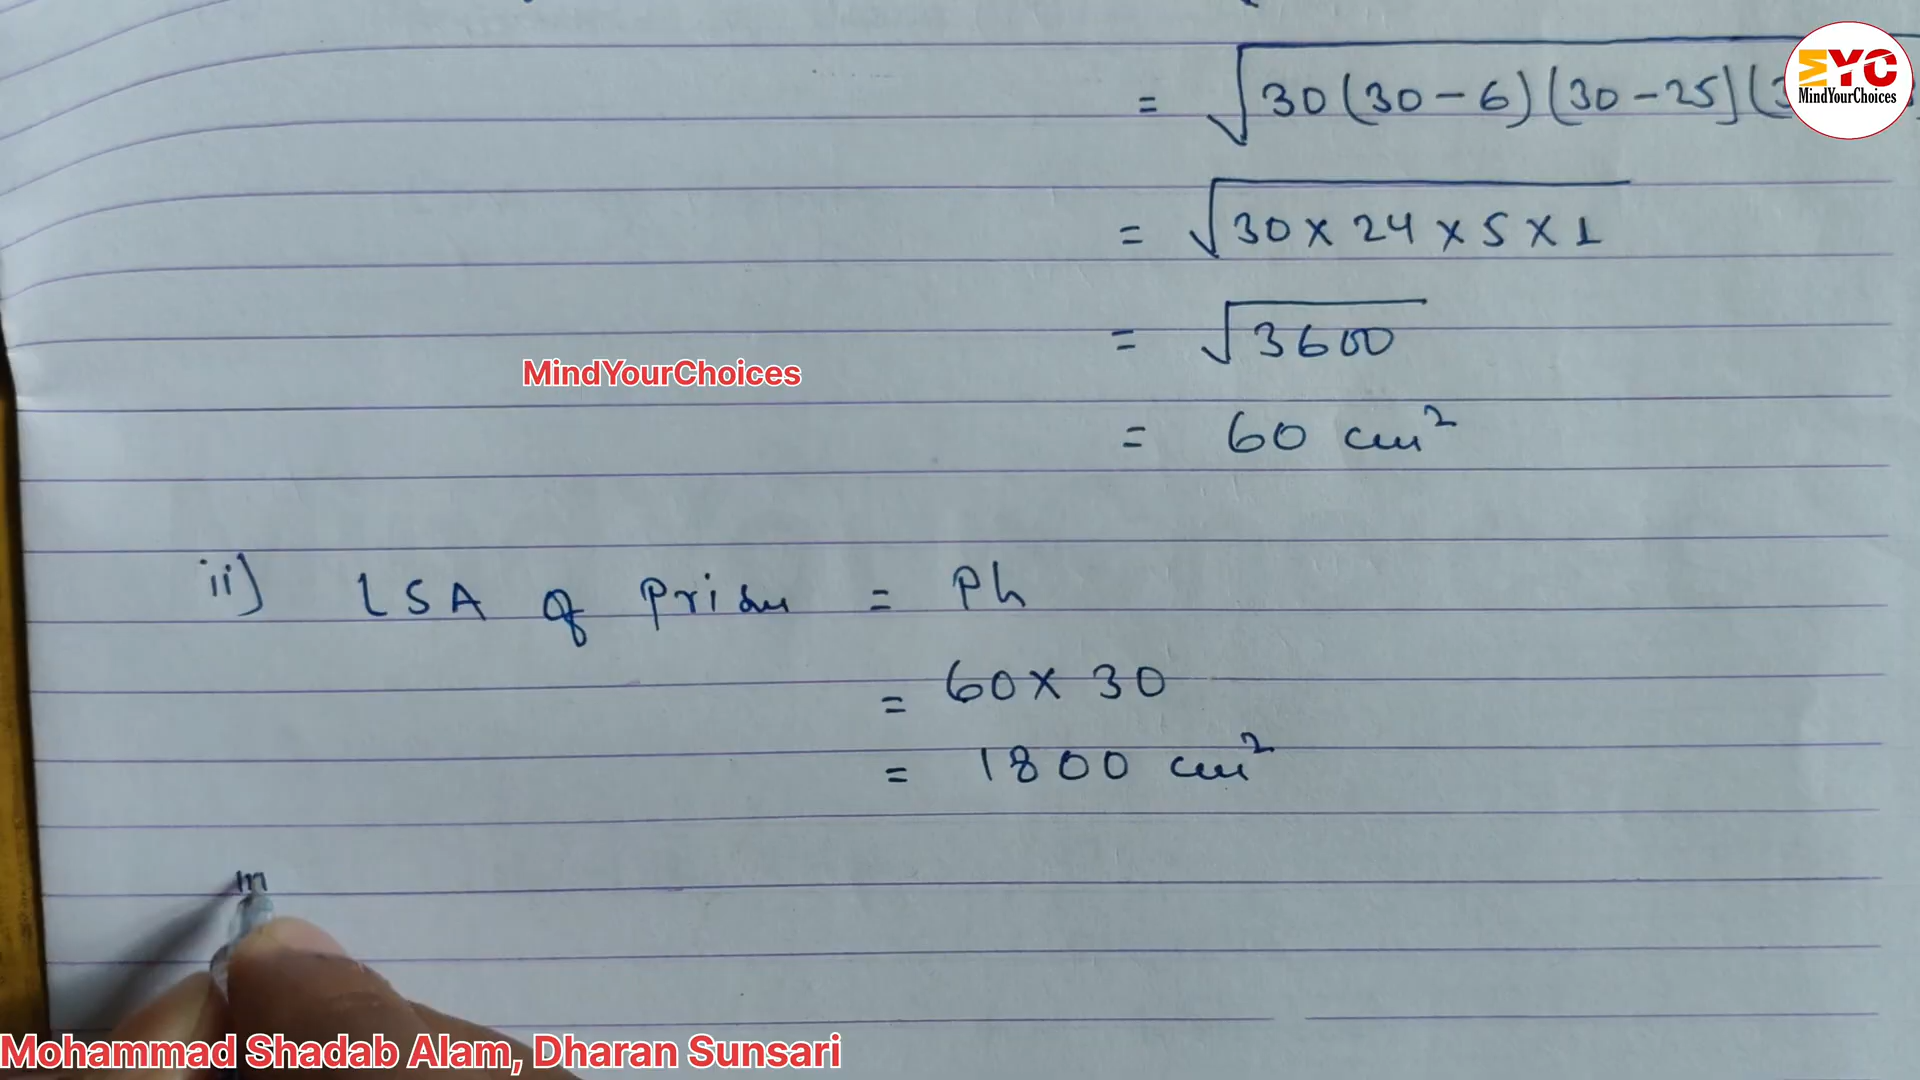 = √30(30-6)(30-25](
MYC
MindYourChoices
= √30 x 24 x 5 x 1
= √3600
MindYourChoices
= 60 cm²
ii) LSA of Prism = Ph
= 60 x 30
= 1800 cm²
Mohammad Shadab Alam, Dharan Sunsari